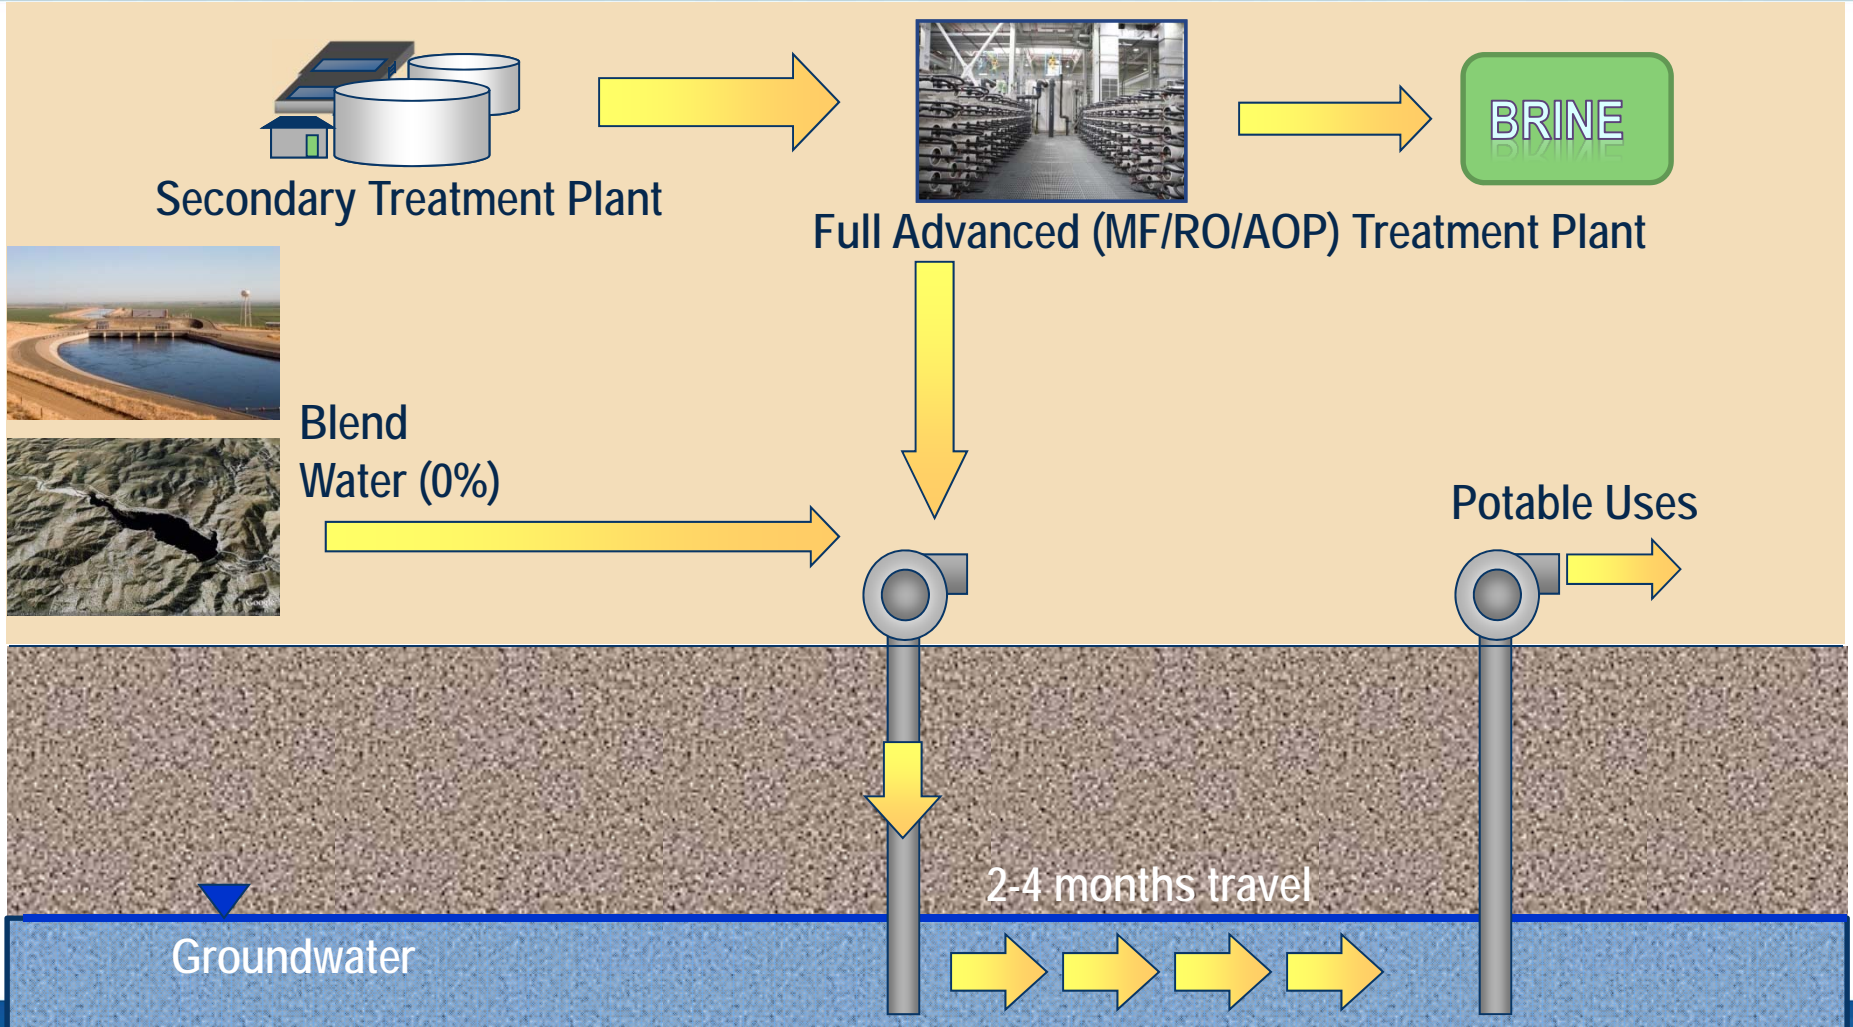 BRINE
Secondary Treatment Plant
Full Advanced (MF/RO/AOP) Treatment Plant
Blend
Water (0%)
Potable Uses
Google
2-4 months travel
Groundwater